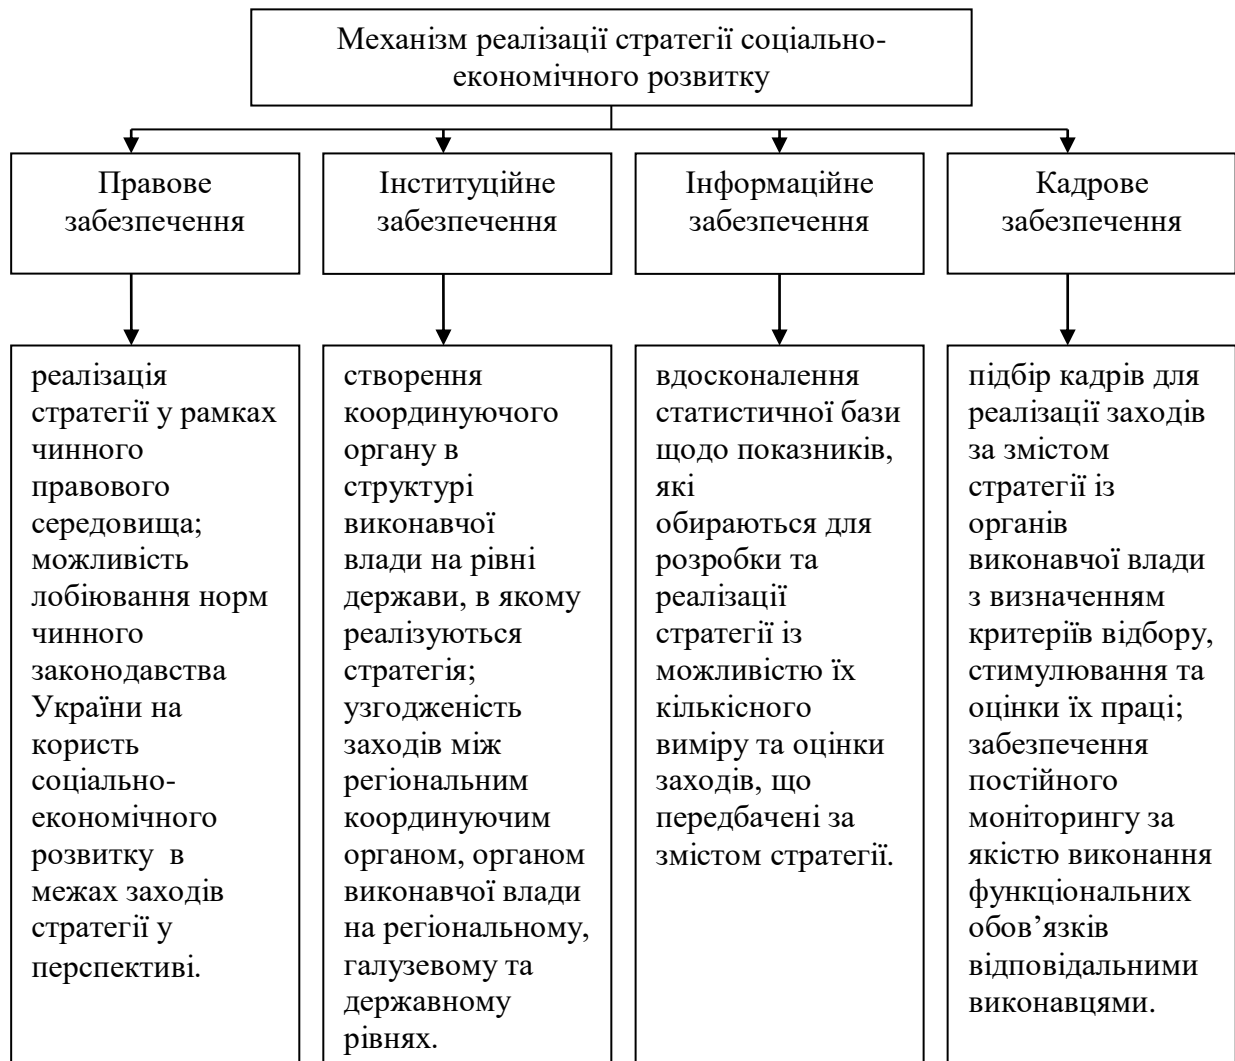 Механізм реалізації стратегії соціально-
економічного розвитку
Правове
забезпечення
Інституційне
забезпечення
Інформаційне
забезпечення
Кадрове
забезпечення
реалізація
стратегії у рамках
чинного
правового
середовища;
можливість
лобіювання норм
чинного
законодавства
України на
користь
соціально-
економічного
розвитку в
межах заходів
стратегії у
перспективі.
створення
координуючого
органу в
структурі
виконавчої
влади на рівні
держави, в якому
реалізуються
стратегія;
узгодженість
заходів між
регіональним
координуючим
органом, органом
виконавчої влади
на регіональному,
галузевому та
державному
рівнях.
вдосконалення
статистичної бази
щодо показників,
які
обираються для
розробки та
реалізації
стратегії із
можливістю їх
кількісного
виміру та оцінки
заходів, що
передбачені за
змістом стратегії.
підбір кадрів для
реалізації заходів
за змістом
стратегії із
органів
виконавчої влади
з визначенням
критеріїв відбору,
стимулювання та
оцінки їх праці;
забезпечення
постійного
моніторингу за
якістю виконання
функціональних
обов’язків
відповідальними
виконавцями.